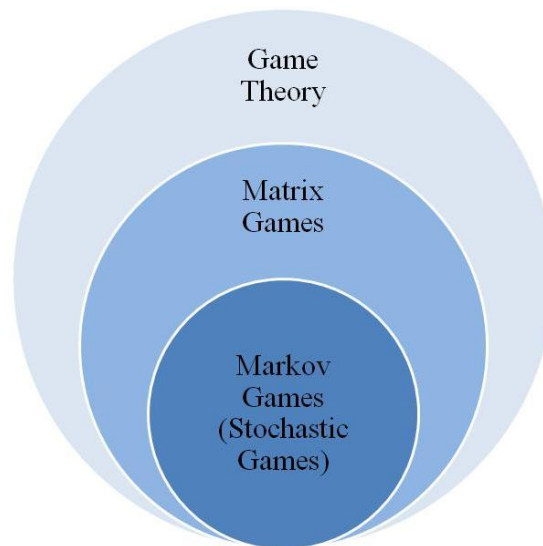 Game
Theory
Matrix
Games
Markov
Games
(Stochastic
Games)